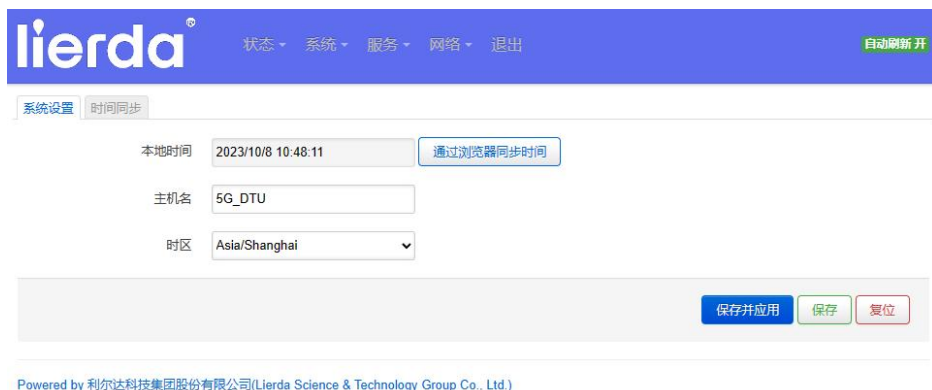 lierda® 状态 系统 服务 网络 退出 自动刷新 开
系统设置 时间同步
本地时间 2023/10/8 10:48:11 通过浏览器同步时间
主机名 5G_DTU
时区 Asia/Shanghai
保存并应用 保存 复位
Powered by 利尔达科技集团股份有限公司(Lierda Science & Technology Group Co., Ltd.)